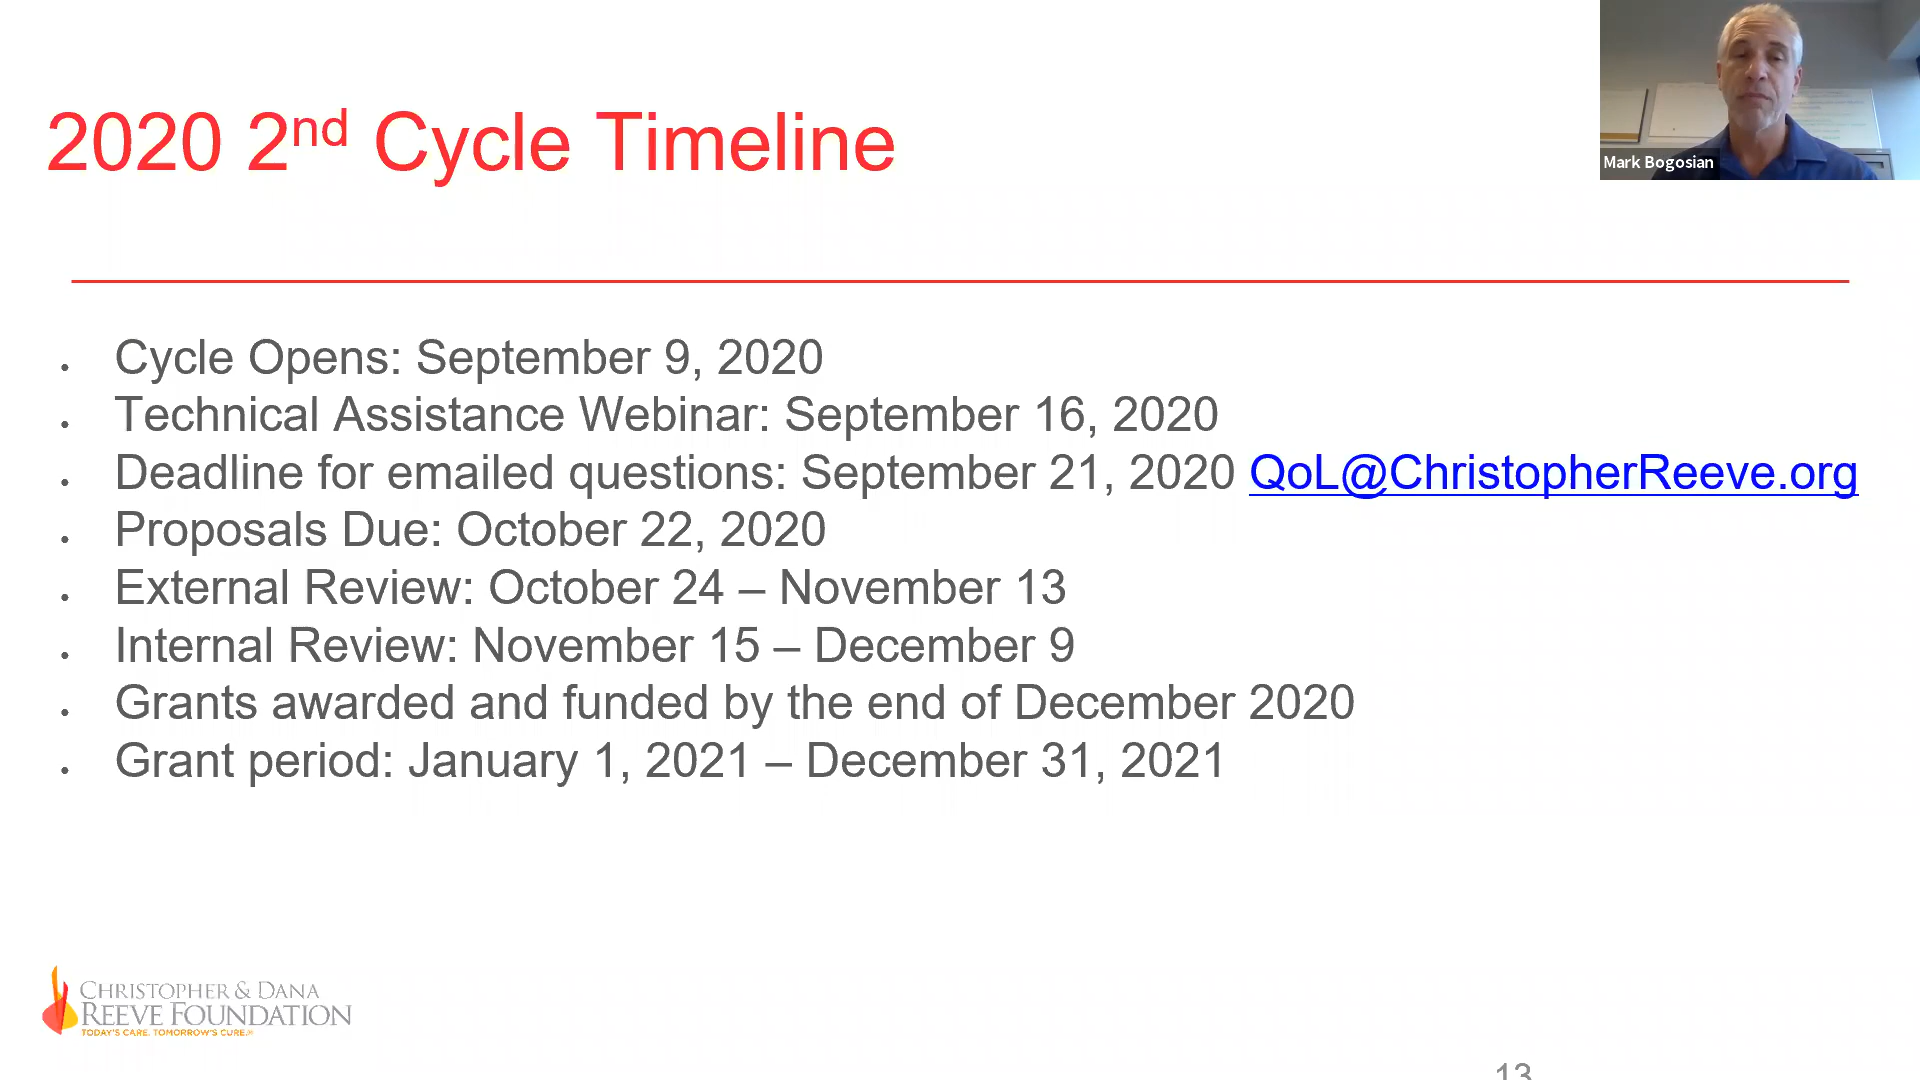 2020 2nd Cycle Timeline
Mark Bogosian
Cycle Opens: September 9, 2020
Technical Assistance Webinar: September 16, 2020
Deadline for emailed questions: September 21, 2020 QoL@ChristopherReeve.org
Proposals Due: October 22, 2020
External Review: October 24 – November 13
Internal Review: November 15 – December 9
Grants awarded and funded by the end of December 2020
Grant period: January 1, 2021 – December 31, 2021
CHRISTOPHER & DANA
REEVE FOUNDATION
TODAY'S CARE. TOMORROW'S CURE.®
13